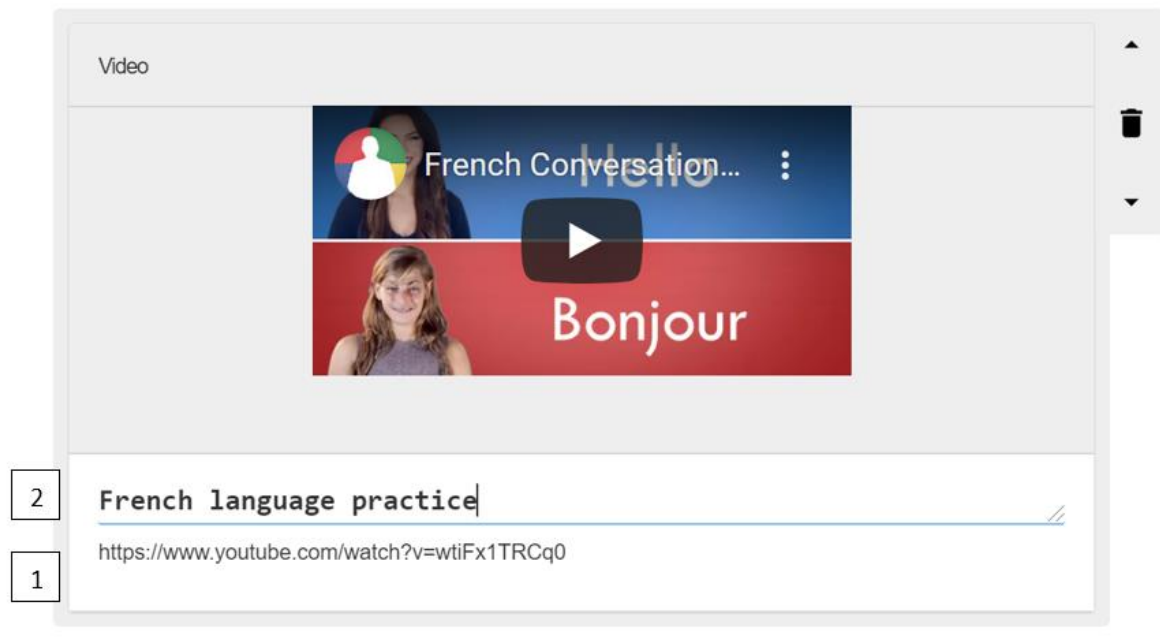 Video
French Conversation...
Hello
Bonjour
2
French language practice
https://www.youtube.com/watch?v=wtiFx1TRCq0
1